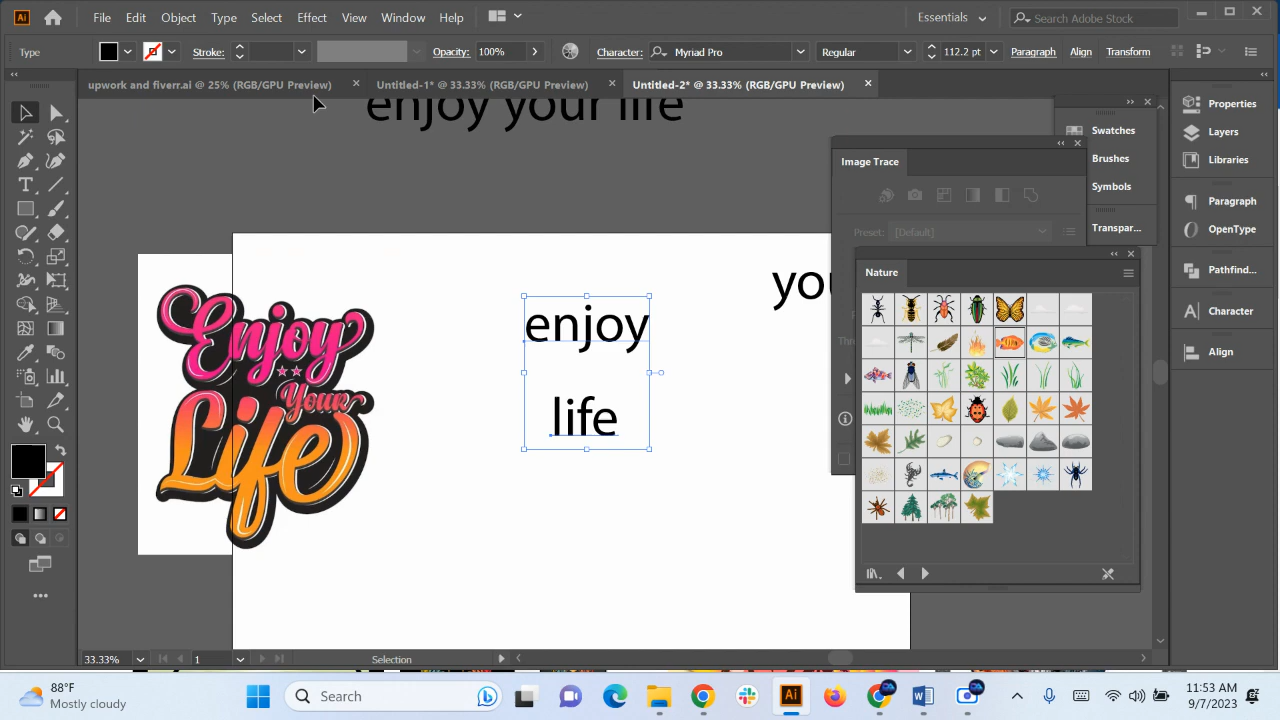 Ai File Edit Object Type Select Effect View Window Help Essentials Search Adobe Stock
Type Stroke: Opacity: 100% Character: Myriad Pro Regular 112.2 pt Paragraph Align Transform
upwork and fiverr.ai @ 25% (RGB/GPU Preview) Untitled-1* @ 33.33% (RGB/GPU Preview) Untitled-2* @ 33.33% (RGB/GPU Preview)
enjoy your life
Properties
Layers
Libraries
Paragraph
OpenType
Pathfind...
Character
Align
Swatches
Brushes
Symbols
Transpar...
Image Trace
Preset: [Default]
Nature
Enjoy
Your
Life
enjoy
life
you
33.33% 1 Selection
88°F
Mostly cloudy
Search
Ai
11:53 AM
9/7/2023